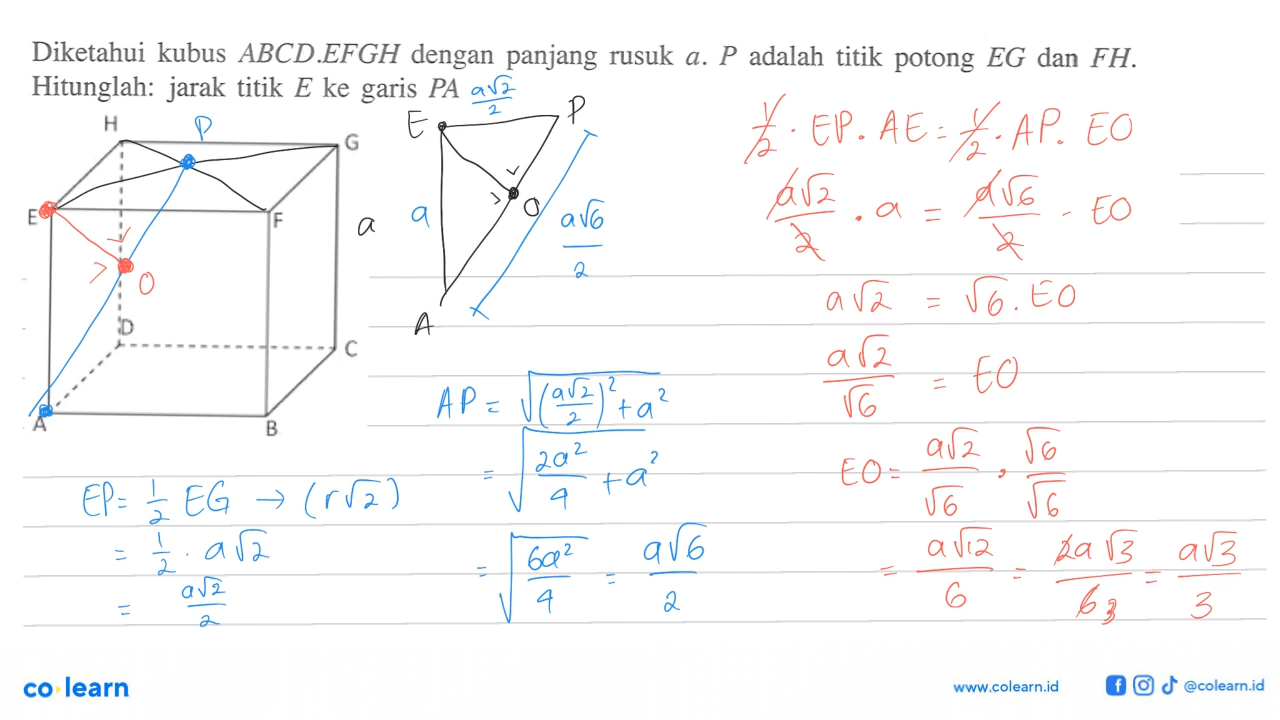 Diketahui kubus ABCD.EFGH dengan panjang rusuk a. P adalah titik potong EG dan FH.
Hitunglah: jarak titik E ke garis PA
H P G
E F
O
D C
A B
a
E a√2/2 P
a O a√6/2
A
EP = 1/2 EG → (r√2)
= 1/2 . a√2
= a√2/2
AP = √((a√2/2)² + a²)
= √(2a²/4 + a²)
= √(6a²/4) = a√6/2
1/2 . EP . AE = 1/2 . AP . EO
a√2/2 . a = a√6/2 - EO
a√2 = √6 . EO
a√2/√6 = EO
EO = a√2/√6 . √6/√6
= a√12/6 = 2a√3/6 3 = a√3/3
co learn
www.colearn.id
@colearn.id